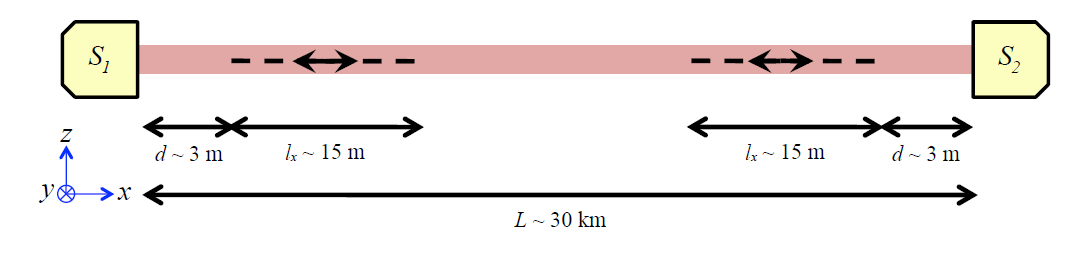 S₁ S₂
d ~ 3 m lₓ ~ 15 m lₓ ~ 15 m d ~ 3 m
z
y x
L ~ 30 km